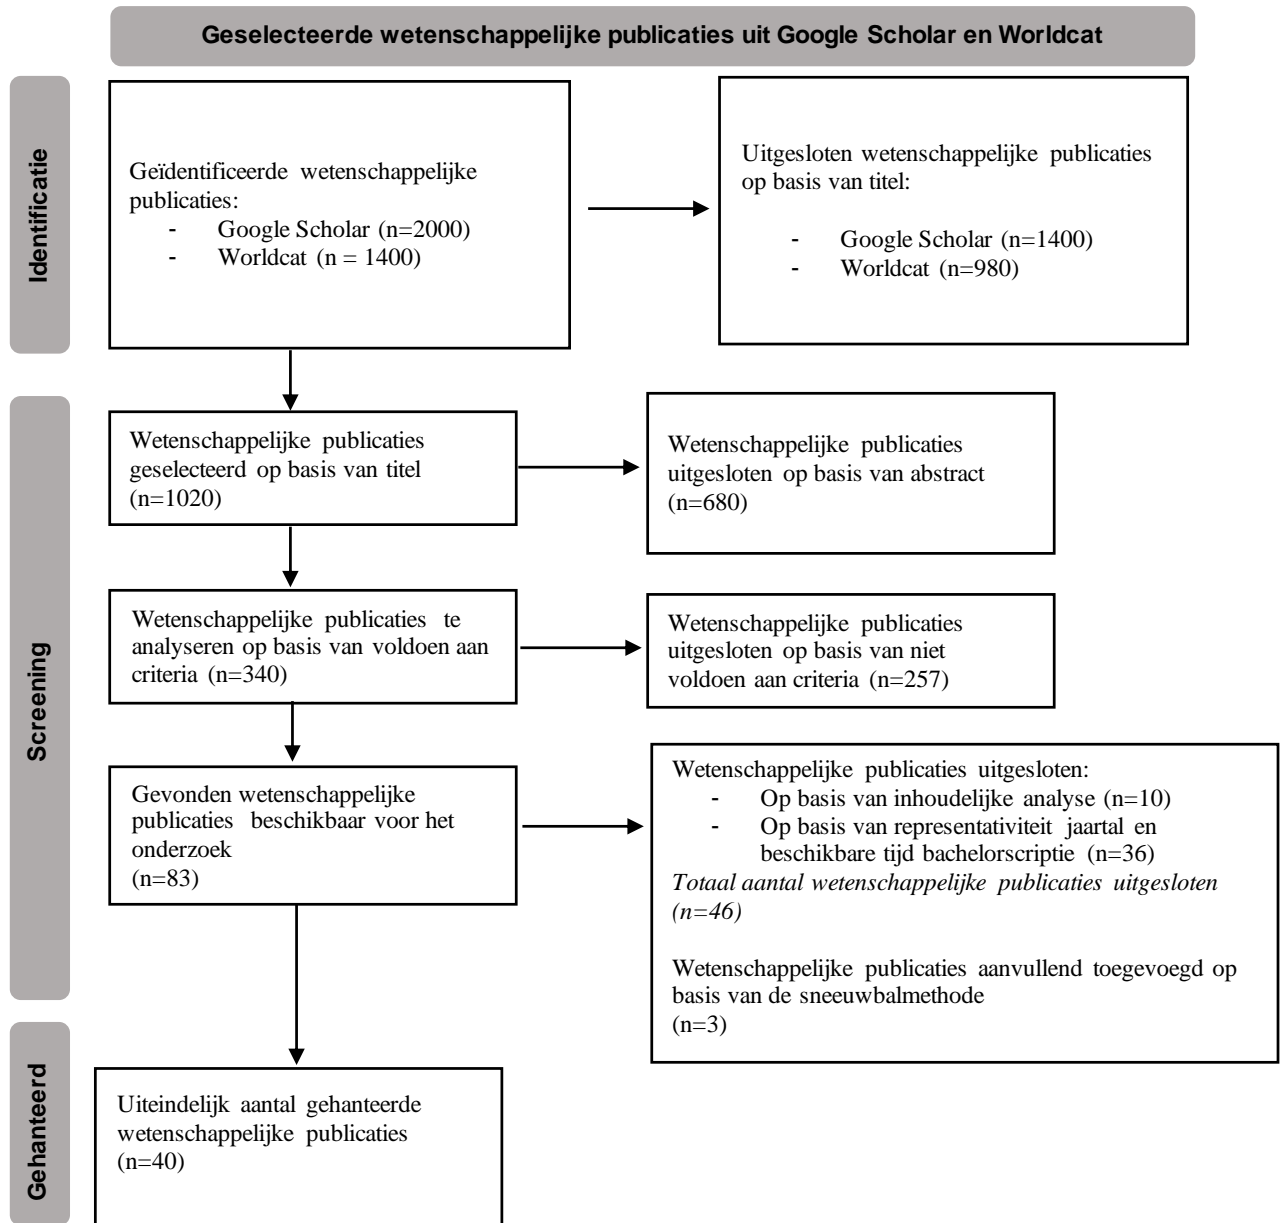 Geselecteerde wetenschappelijke publicaties uit Google Scholar en Worldcat
Identificatie
Geïdentificeerde wetenschappelijke
publicaties:
- Google Scholar (n=2000)
- Worldcat (n = 1400)
Uitgesloten wetenschappelijke publicaties
op basis van titel:
- Google Scholar (n=1400)
- Worldcat (n=980)
Screening
Wetenschappelijke publicaties
geselecteerd op basis van titel
(n=1020)
Wetenschappelijke publicaties
uitgesloten op basis van abstract
(n=680)
Wetenschappelijke publicaties te
analyseren op basis van voldoen aan
criteria (n=340)
Wetenschappelijke publicaties
uitgesloten op basis van niet
voldoen aan criteria (n=257)
Gevonden wetenschappelijke
publicaties beschikbaar voor het
onderzoek
(n=83)
Wetenschappelijke publicaties uitgesloten:
- Op basis van inhoudelijke analyse (n=10)
- Op basis van representativiteit jaartal en
beschikbare tijd bachelorscriptie (n=36)
Totaal aantal wetenschappelijke publicaties uitgesloten
(n=46)
Wetenschappelijke publicaties aanvullend toegevoegd op
basis van de sneeuwbalmethode
(n=3)
Gehanteerd
Uiteindelijk aantal gehanteerde
wetenschappelijke publicaties
(n=40)